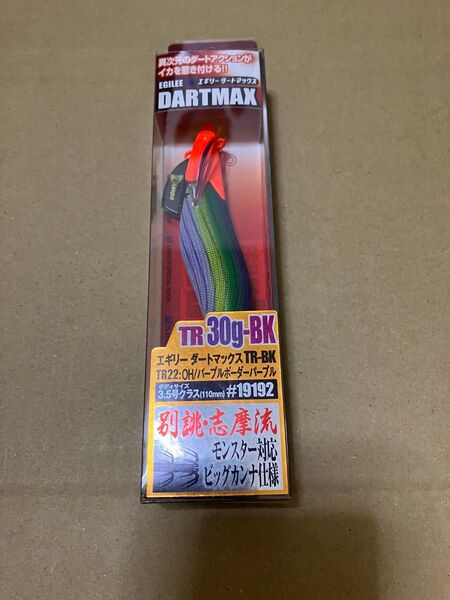 異次元のダートアクションが
イカを惹き付ける!!
EGILEE エギリーダートマックス
DARTMAX
TR 30g-BK
エギリー ダートマックス TR-BK
TR22:OH/パープルボーダーパープル
ボディサイズ
3.5号クラス(110mm) #19192
別誂・志摩流
モンスター対応
ビッグカンナ仕様